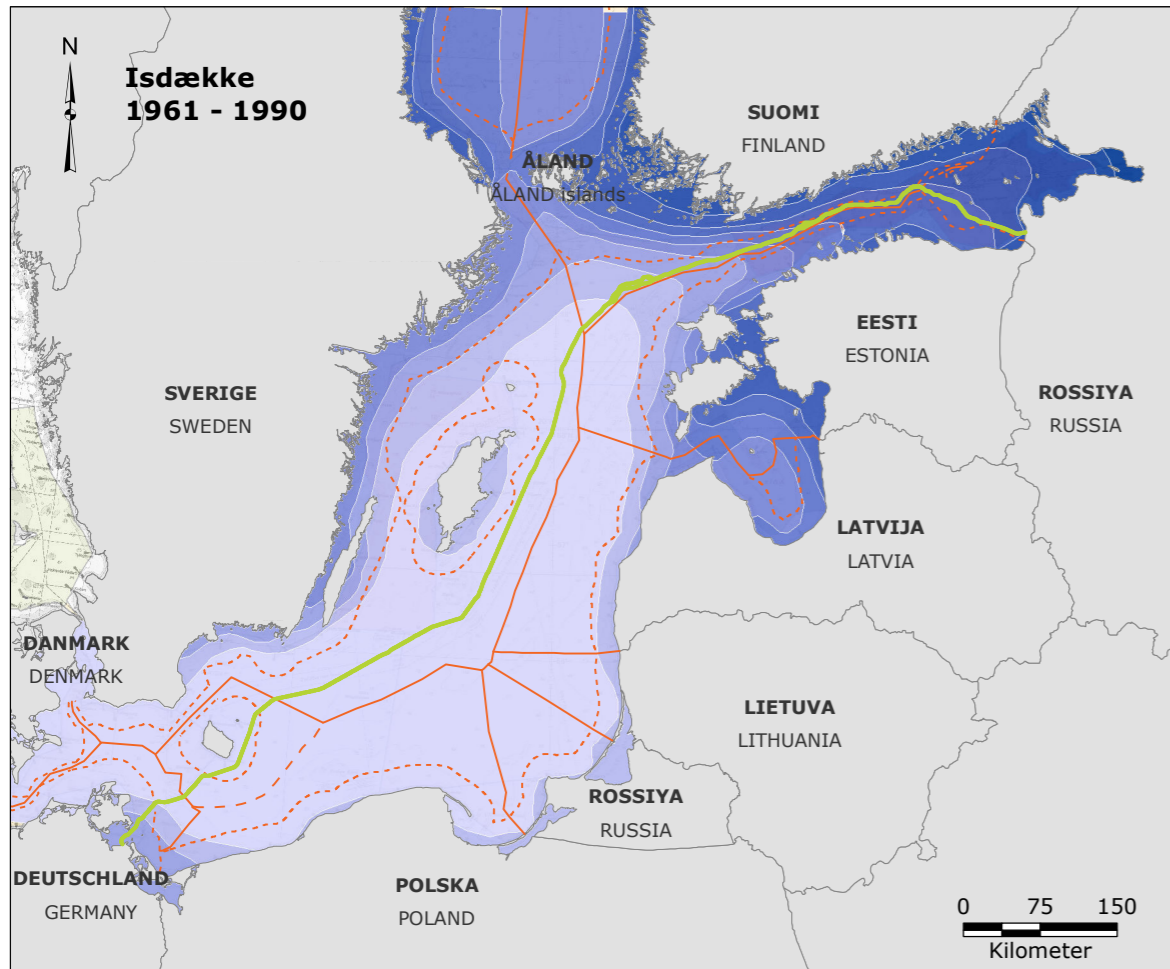 N
Isdække
1961 - 1990
SUOMI
FINLAND
ÅLAND
ÅLAND islands
EESTI
ESTONIA
SVERIGE
SWEDEN
ROSSIYA
RUSSIA
LATVIJA
LATVIA
DANMARK
DENMARK
LIETUVA
LITHUANIA
ROSSIYA
RUSSIA
DEUTSCHLAND
GERMANY
POLSKA
POLAND
0 75 150
Kilometer